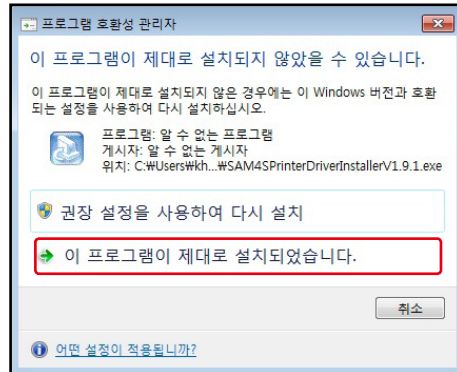 프로그램 호환성 관리자
이 프로그램이 제대로 설치되지 않았을 수 있습니다.
이 프로그램이 제대로 설치되지 않은 경우에는 이 Windows 버전과 호환
되는 설정을 사용하여 다시 설치하십시오.
프로그램: 알 수 없는 프로그램
게시자: 알 수 없는 게시자
위치: C:₩Users₩kh...₩SAM4SPrinterDriverInstallerV1.9.1.exe
권장 설정을 사용하여 다시 설치
이 프로그램이 제대로 설치되었습니다.
취소
어떤 설정이 적용됩니까?